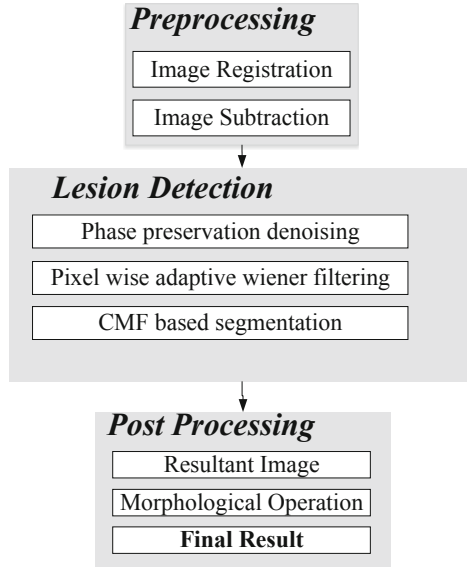 Preprocessing
Image Registration
Image Subtraction
Lesion Detection
Phase preservation denoising
Pixel wise adaptive wiener filtering
CMF based segmentation
Post Processing
Resultant Image
Morphological Operation
Final Result